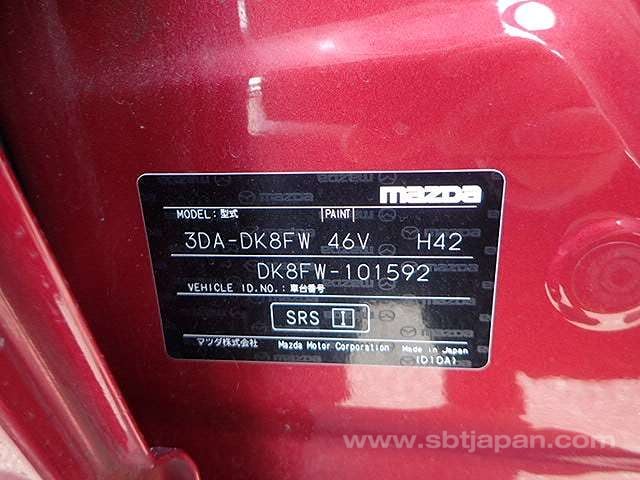 mazda
MODEL:型式 PAINT
3DA-DK8FW 46V H42
DK8FW-101592
VEHICLE ID.NO.:車台番号
SRS I
マツダ株式会社 Mazda Motor Corporation Made in Japan
(D10A)
www.sbtjapan.com